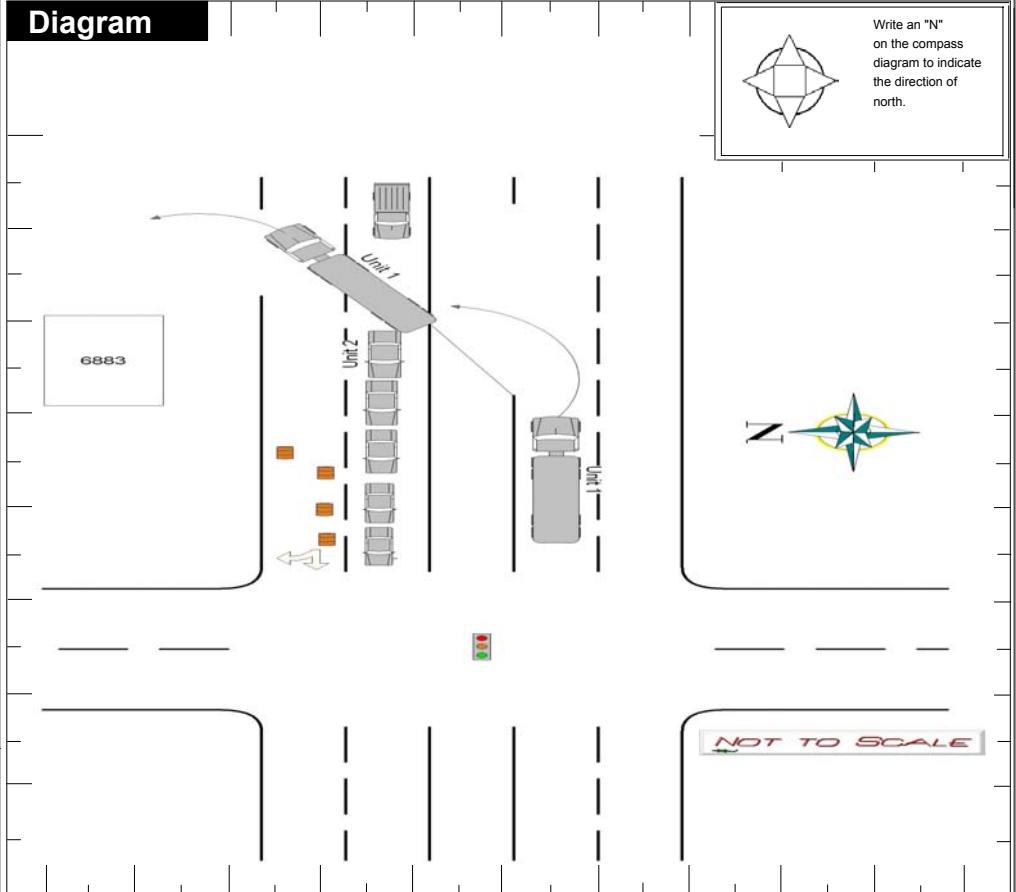 Diagram
Write an "N"
on the compass
diagram to indicate
the direction of
north.
Unit 1
Unit 2
6883
N
Unit 1
NOT TO SCALE